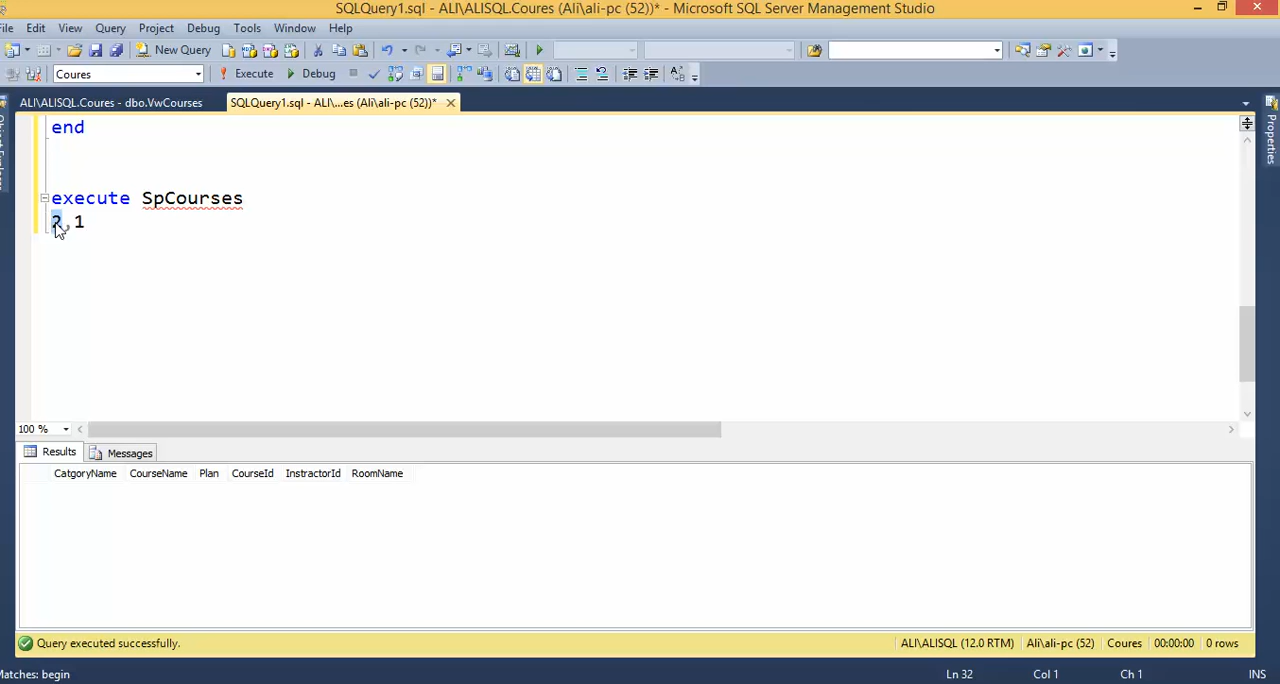 SQLQuery1.sql - ALI\ALISQL.Coures (Ali\ali-pc (52))* - Microsoft SQL Server Management Studio
File Edit View Query Project Debug Tools Window Help
New Query
Coures Execute Debug
ALI\ALISQL.Coures - dbo.VwCourses SQLQuery1.sql - ALI\...es (Ali\ali-pc (52))*
end
execute SpCourses
2,1
100 %
Results Messages
CatgoryName CourseName Plan CourseId InstractorId RoomName
Query executed successfully. ALI\ALISQL (12.0 RTM) Ali\ali-pc (52) Coures 00:00:00 0 rows
Matches: begin Ln 32 Col 1 Ch 1 INS
Properties